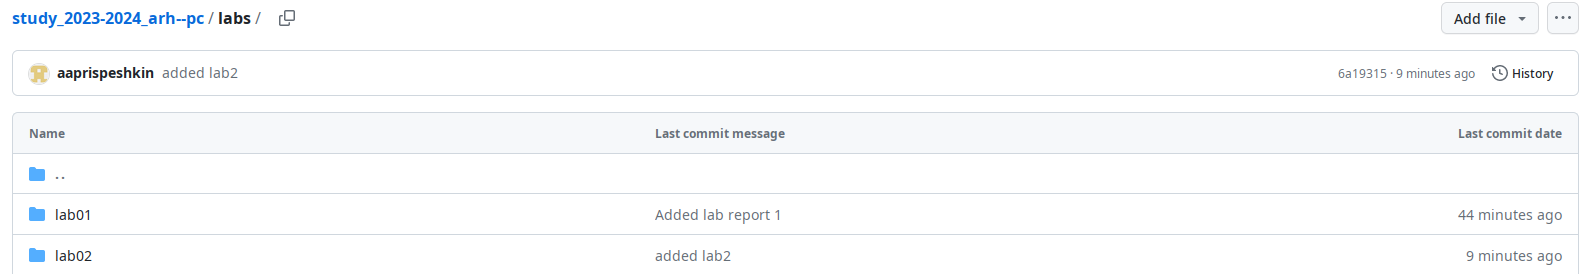 study_2023-2024_arh--pc / labs / Add file
aaprispeshkin added lab2 6a19315 · 9 minutes ago History
Name Last commit message Last commit date
..
lab01 Added lab report 1 44 minutes ago
lab02 added lab2 9 minutes ago